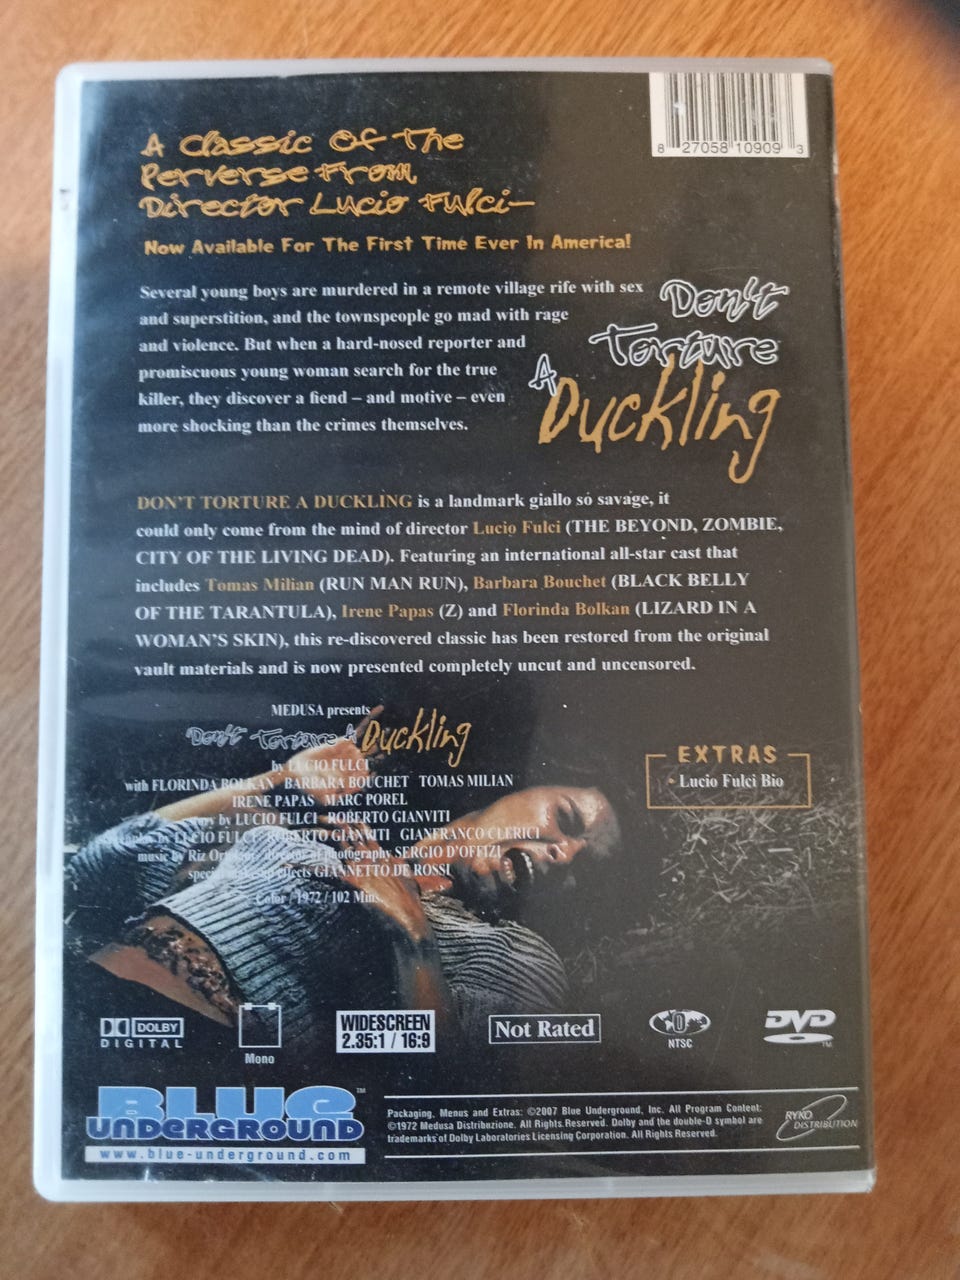 8 27058 10909 3
A Classic Of The
Perverse From
Director Lucio Fulci—
Now Available For The First Time Ever In America!
Several young boys are murdered in a remote village rife with sex
and superstition, and the townspeople go mad with rage
and violence. But when a hard-nosed reporter and
promiscuous young woman search for the true
killer, they discover a fiend – and motive – even
more shocking than the crimes themselves.
Don't
Torture
A Duckling
DON'T TORTURE A DUCKLING is a landmark giallo so savage, it
could only come from the mind of director Lucio Fulci (THE BEYOND, ZOMBIE,
CITY OF THE LIVING DEAD). Featuring an international all-star cast that
includes Tomas Milian (RUN MAN RUN), Barbara Bouchet (BLACK BELLY
OF THE TARANTULA), Irene Papas (Z) and Florinda Bolkan (LIZARD IN A
WOMAN'S SKIN), this re-discovered classic has been restored from the original
vault materials and is now presented completely uncut and uncensored.
MEDUSA presents
Don't Torture A Duckling
by LUCIO FULCI
with FLORINDA BOLKAN BARBARA BOUCHET TOMAS MILIAN
IRENE PAPAS MARC POREL
story by LUCIO FULCI ROBERTO GIANVITI
by LUCIO FULCI ROBERTO GIANVITI GIANFRANCO CLERICI
music by Riz director of photography SERGIO D'OFFIZI
special effects GIANNETTO DE ROSSI
Color / 1972 / 102 Mins.
EXTRAS
• Lucio Fulci Bio
DOLBY
DIGITAL
Mono
WIDESCREEN
2.35:1 / 16:9
Not Rated
0
NTSC
DVD
TM
BLUE
UNDERGROUND
TM
www.blue-underground.com
Packaging, Menus and Extras: ©2007 Blue Underground, Inc. All Program Content:
©1972 Medusa Distribuzione. All Rights Reserved. Dolby and the double-D symbol are
trademarks of Dolby Laboratories Licensing Corporation. All Rights Reserved.
RYKO
DISTRIBUTION